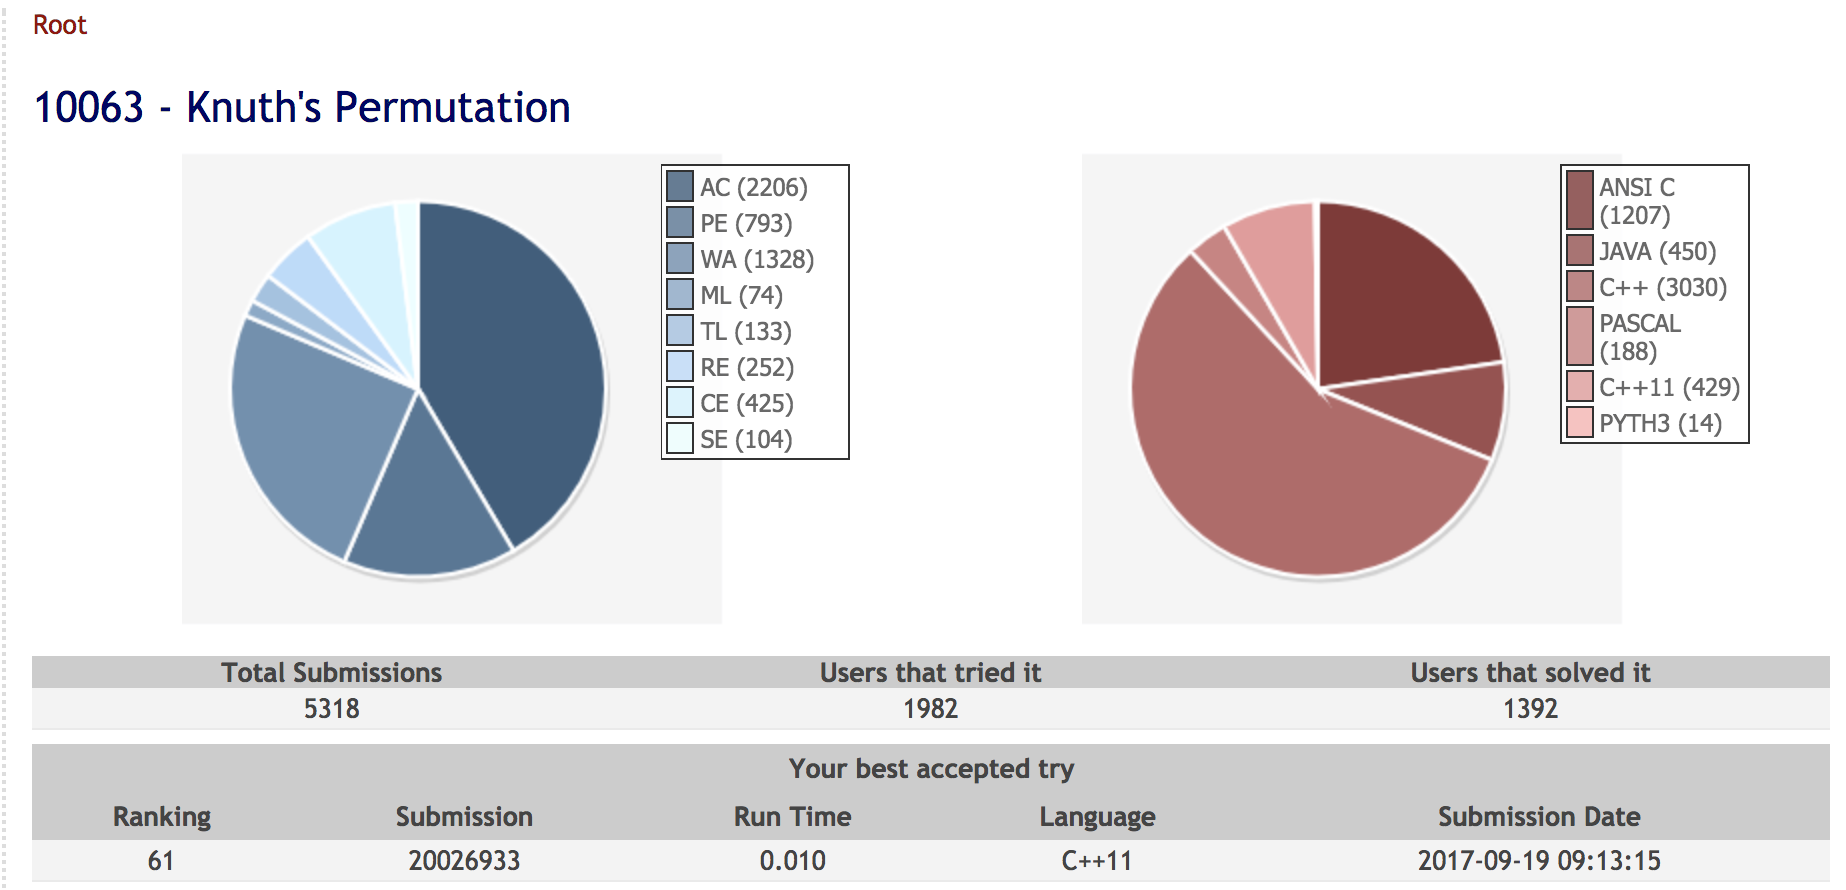 Root
10063 - Knuth's Permutation
AC (2206)
PE (793)
WA (1328)
ML (74)
TL (133)
RE (252)
CE (425)
SE (104)
ANSI C
(1207)
JAVA (450)
C++ (3030)
PASCAL
(188)
C++11 (429)
PYTH3 (14)
Total Submissions Users that tried it Users that solved it
5318 1982 1392
Your best accepted try
Ranking Submission Run Time Language Submission Date
61 20026933 0.010 C++11 2017-09-19 09:13:15